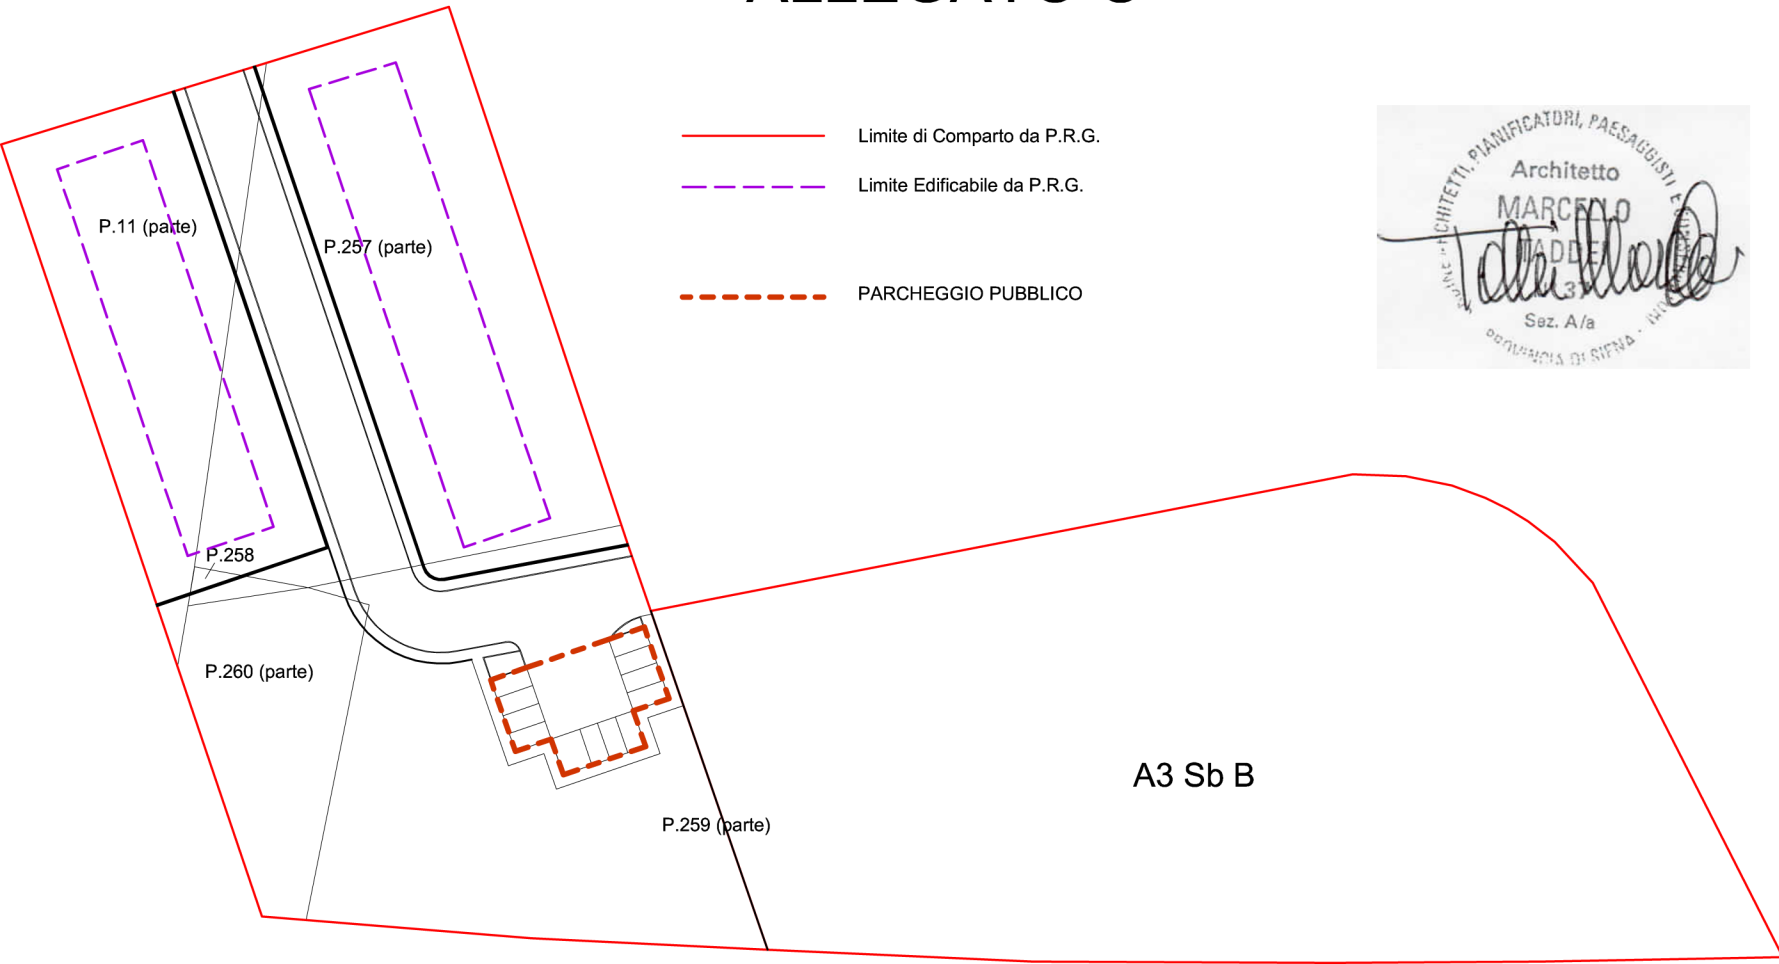 Limite di Comparto da P.R.G.
Limite Edificabile da P.R.G.
PARCHEGGIO PUBBLICO
P.11 (parte)
P.257 (parte)
P.258
P.260 (parte)
P.259 (parte)
A3 Sb B
ARCHITETTI, PIANIFICATORI, PAESAGGISTI E
Architetto
MARCELLO
TADDEI
Sez. A/a
PROVINCIA DI SIENA